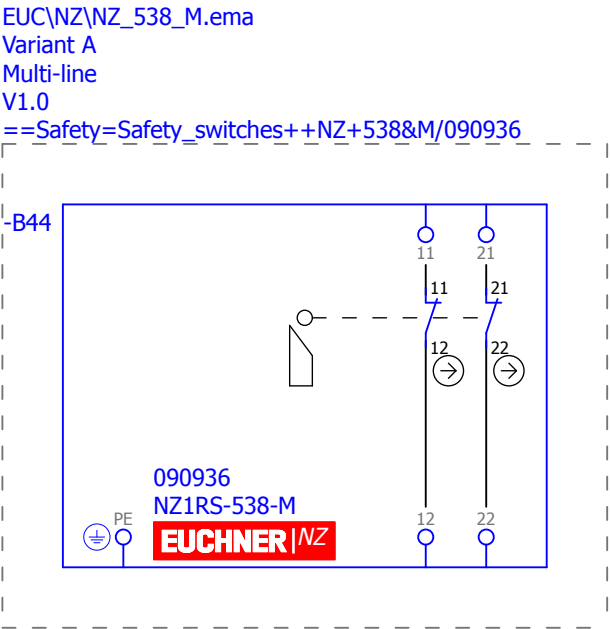 EUC\NZ\NZ_538_M.ema
Variant A
Multi-line
V1.0
==Safety=Safety_switches++NZ+538&M/090936
-B44
11 21
11 21
12 22
090936
NZ1RS-538-M
PE
EUCHNER|NZ
12 22